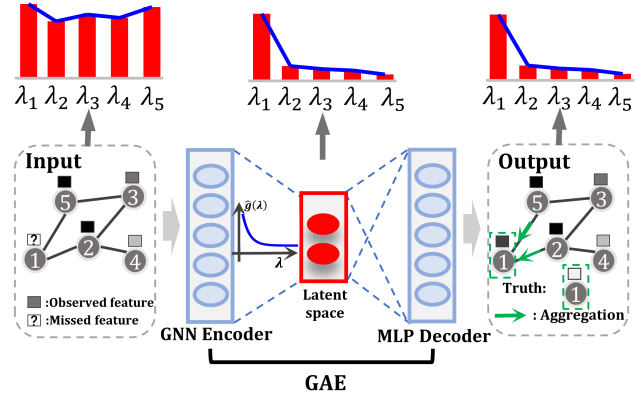 λ1 λ2 λ3 λ4 λ5
λ1 λ2 λ3 λ4 λ5
λ1 λ2 λ3 λ4 λ5
Input
5
3
?
1
2
4
:Observed feature
? :Missed feature
GNN Encoder
ĝ(λ)
λ
Latent
space
MLP Decoder
GAE
Output
5
3
1
2
4
Truth:
1
: Aggregation